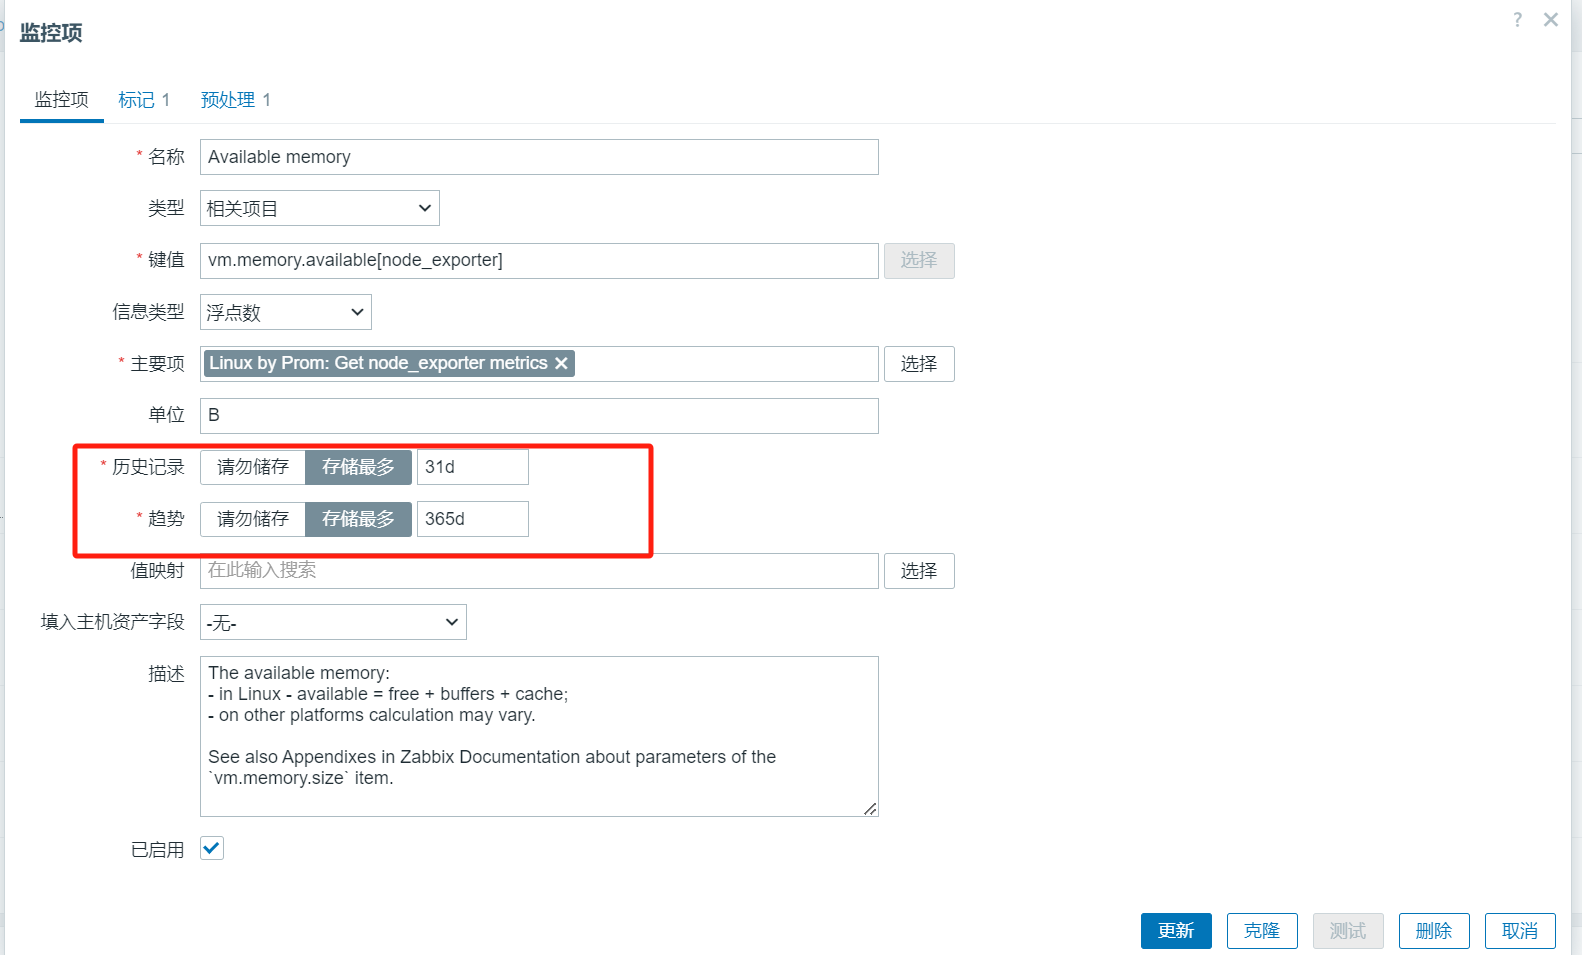 监控项
?
监控项 标记 1 预处理 1
* 名称 Available memory
类型 相关项目
* 键值 vm.memory.available[node_exporter] 选择
信息类型 浮点数
* 主要项 Linux by Prom: Get node_exporter metrics 选择
单位 B
* 历史记录 请勿储存 存储最多 31d
* 趋势 请勿储存 存储最多 365d
值映射 在此输入搜索 选择
填入主机资产字段 -无-
描述 The available memory:
- in Linux - available = free + buffers + cache;
- on other platforms calculation may vary.
See also Appendixes in Zabbix Documentation about parameters of the
`vm.memory.size` item.
已启用
更新 克隆 测试 删除 取消